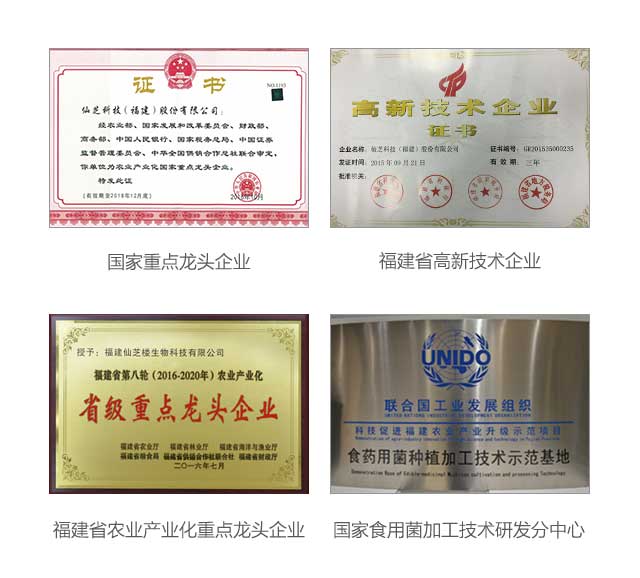 证 书
NO.1193
仙芝科技(福建)股份有限公司:
经农业部、国家发展和改革委员会、财政部、
商务部、中国人民银行、国家税务总局、中国证券
监督管理委员会、中华全国供销合作总社联合审定,
你单位为农业产业化国家重点龙头企业。
特发此证
(有效期至2018年12月底)
国家重点龙头企业
高新技术企业
证书
企业名称: 仙芝科技(福建)股份有限公司
证书编号: GR201535000235
发证时间: 2015年09月21日
有 效 期: 三年
批准机关:
福建省高新技术企业
授予:福建仙芝楼生物科技有限公司
福建省第八轮(2016-2020年)农业产业化
省级重点龙头企业
福建省农业厅 福建省林业厅 福建省海洋与渔业厅
福建省粮食局 福建省供销合作社联合社 福建省财政厅
二〇一六年七月
福建省农业产业化重点龙头企业
UNIDO
联合国工业发展组织
UNITED NATIONS INDUSTRIAL DEVELOPMENT ORGANIZATION
科技促进福建农业产业升级示范项目
食药用菌种植加工技术示范基地
Demonstration Base of Edible-medicinal Mushroom cultivation and processing Technology
国家食用菌加工技术研发分中心